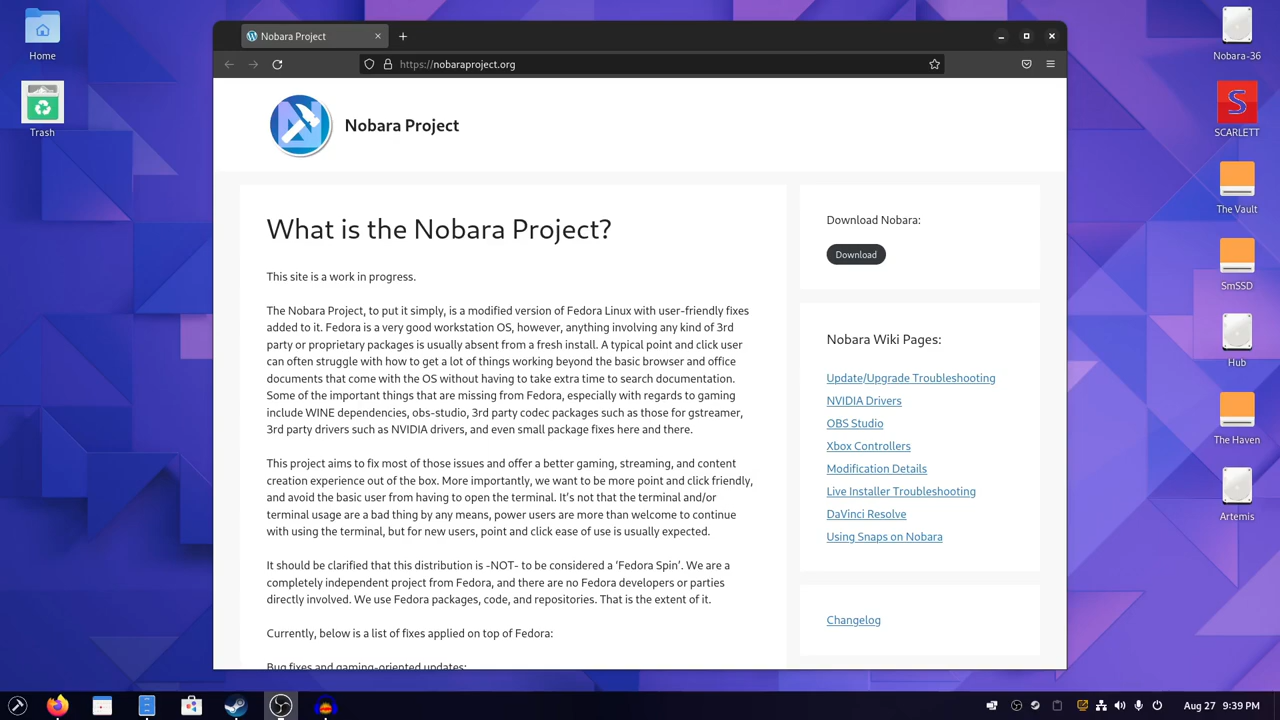 Nobara Project
https://nobaraproject.org
Nobara Project
What is the Nobara Project?
This site is a work in progress.
The Nobara Project, to put it simply, is a modified version of Fedora Linux with user-friendly fixes
added to it. Fedora is a very good workstation OS, however, anything involving any kind of 3rd
party or proprietary packages is usually absent from a fresh install. A typical point and click user
can often struggle with how to get a lot of things working beyond the basic browser and office
documents that come with the OS without having to take extra time to search documentation.
Some of the important things that are missing from Fedora, especially with regards to gaming
include WINE dependencies, obs-studio, 3rd party codec packages such as those for gstreamer,
3rd party drivers such as NVIDIA drivers, and even small package fixes here and there.
This project aims to fix most of those issues and offer a better gaming, streaming, and content
creation experience out of the box. More importantly, we want to be more point and click friendly,
and avoid the basic user from having to open the terminal. It's not that the terminal and/or
terminal usage are a bad thing by any means, power users are more than welcome to continue
with using the terminal, but for new users, point and click ease of use is usually expected.
It should be clarified that this distribution is -NOT- to be considered a 'Fedora Spin'. We are a
completely independent project from Fedora, and there are no Fedora developers or parties
directly involved. We use Fedora packages, code, and repositories. That is the extent of it.
Currently, below is a list of fixes applied on top of Fedora:
Bug fixes and gaming-oriented updates:
Download Nobara:
Download
Nobara Wiki Pages:
Update/Upgrade Troubleshooting
NVIDIA Drivers
OBS Studio
Xbox Controllers
Modification Details
Live Installer Troubleshooting
DaVinci Resolve
Using Snaps on Nobara
Changelog
Home
Trash
Nobara-36
S
SCARLETT
The Vault
SmSSD
Hub
The Haven
Artemis
Aug 27 9:39 PM